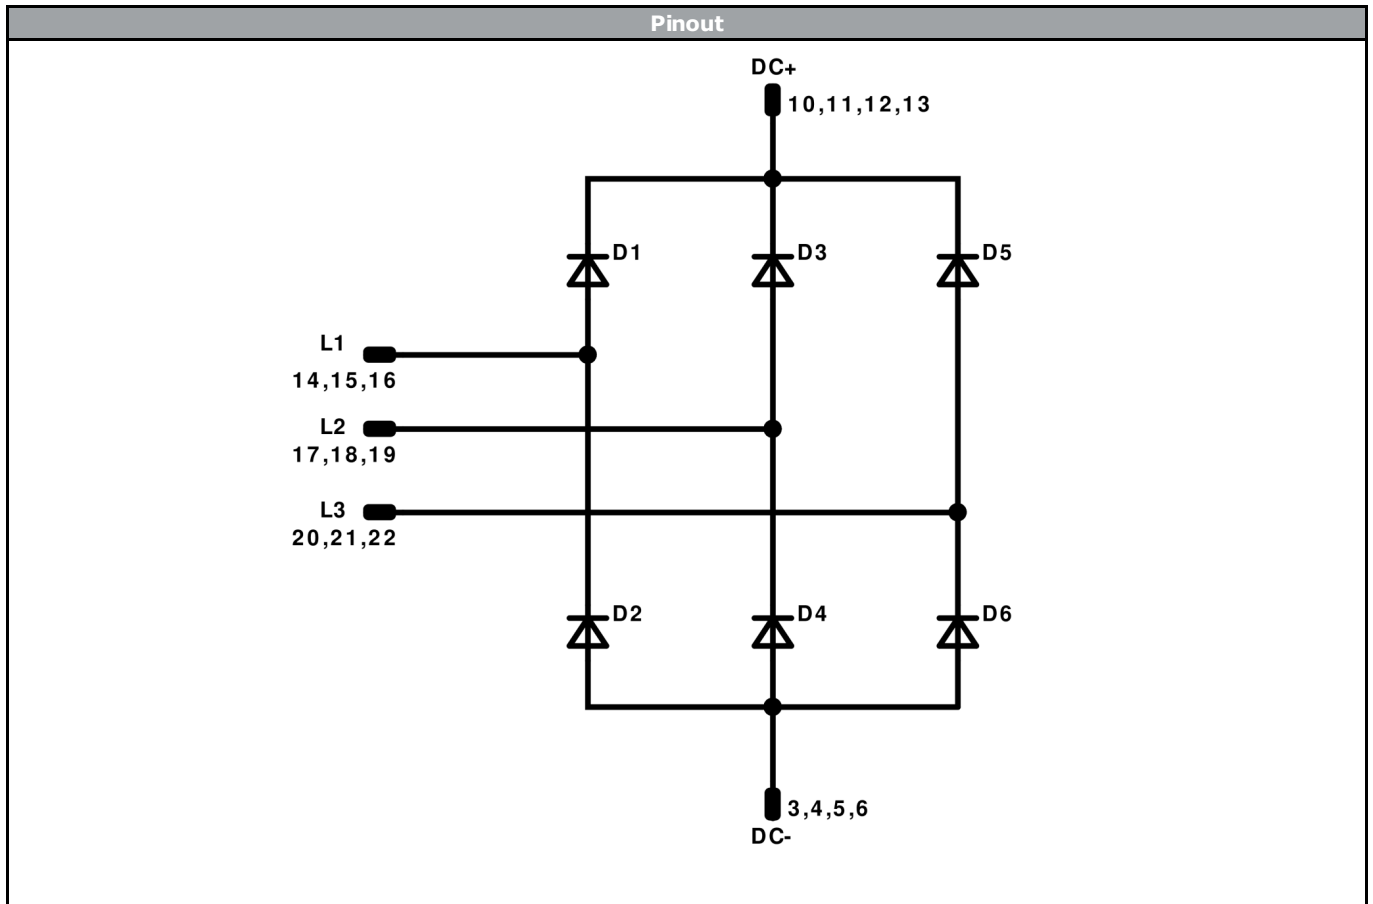 Pinout
DC+
10,11,12,13
D1 D3 D5
L1
14,15,16
L2
17,18,19
L3
20,21,22
D2 D4 D6
3,4,5,6
DC-